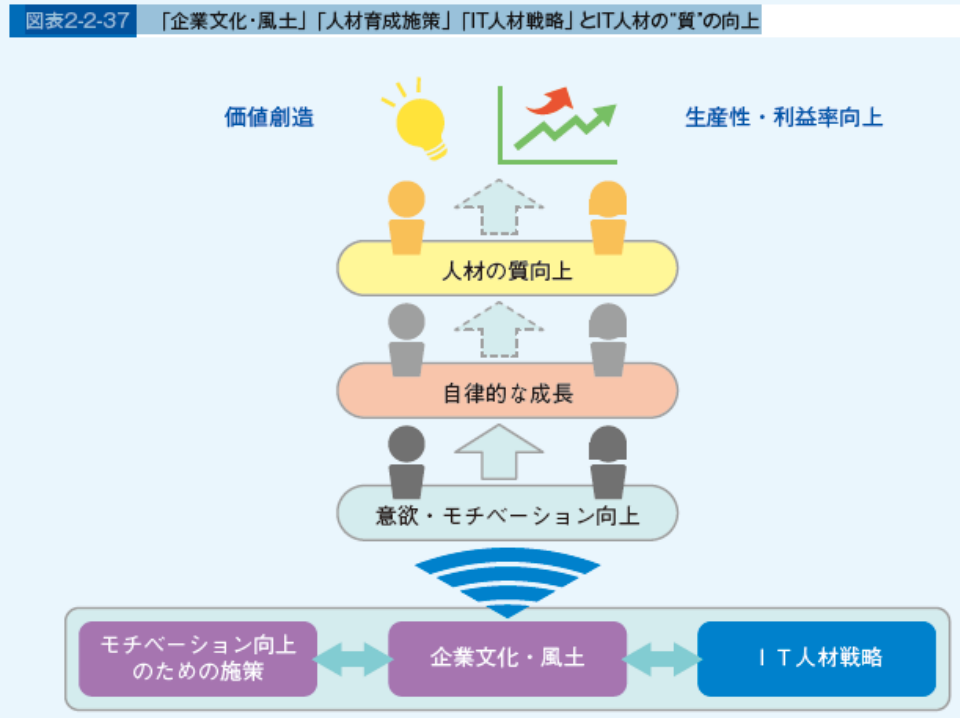 図表2-2-37 「企業文化・風土」「人材育成施策」「IT人材戦略」とIT人材の"質"の向上
価値創造
生産性・利益率向上
人材の質向上
自律的な成長
意欲・モチベーション向上
モチベーション向上
のための施策
企業文化・風土
IT人材戦略